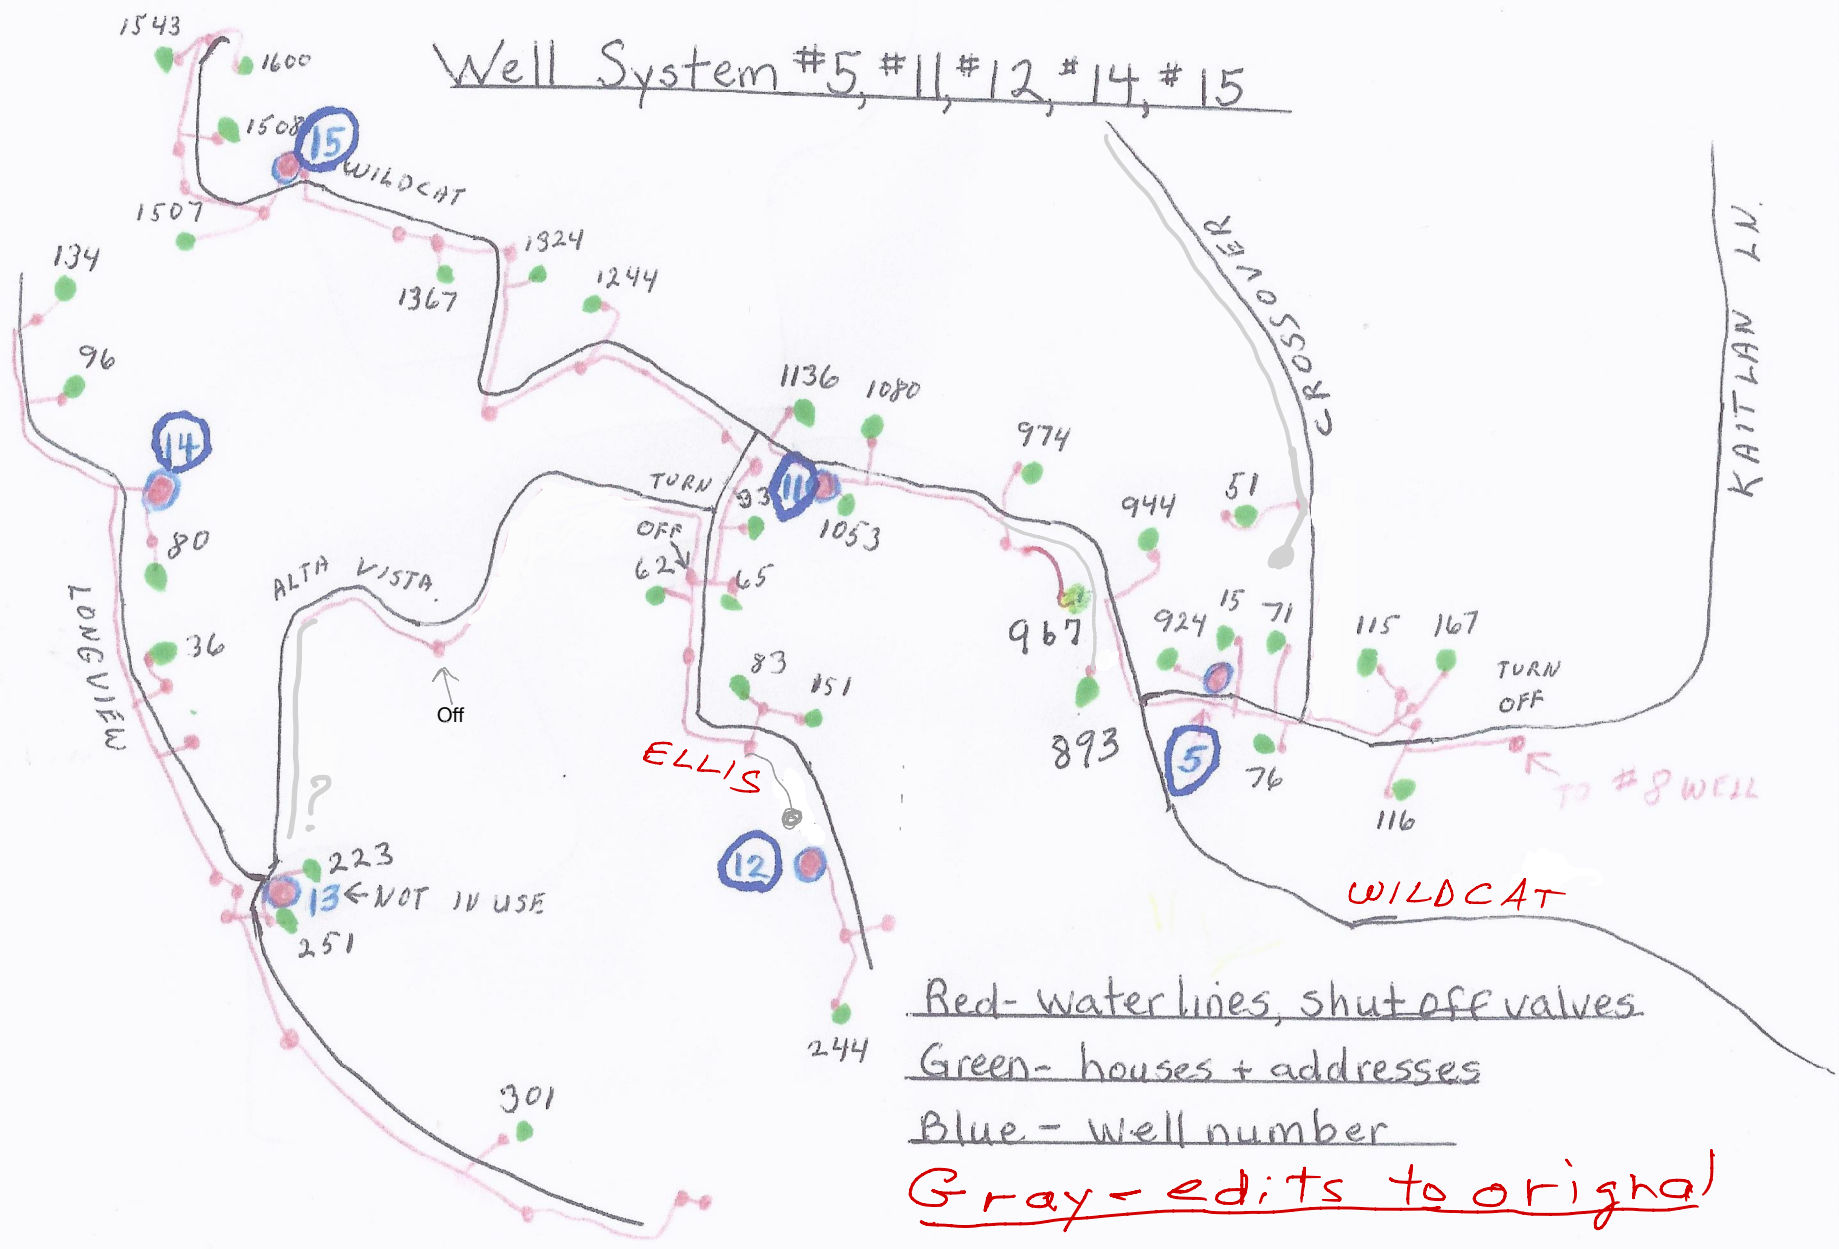 Well System #5, #11, #12, #14, #15
1543
1600
1508
15
WILDCAT
1507
134
1324
1367
1244
96
14
80
LONGVIEW
36
ALTA VISTA
Off
?
223
13 ← NOT IN USE
251
301
1136
1080
TURN
OFF
93
11
1053
62
65
83
151
ELLIS
12
244
974
944
967
893
CROSSOVER
51
924
15
71
5
76
115
167
TURN
OFF
116
TO #8 WELL
KAITLAN LN.
WILDCAT
Red- waterlines, shutoff valves
Green- houses + addresses
Blue - well number
Gray- edits to orignal